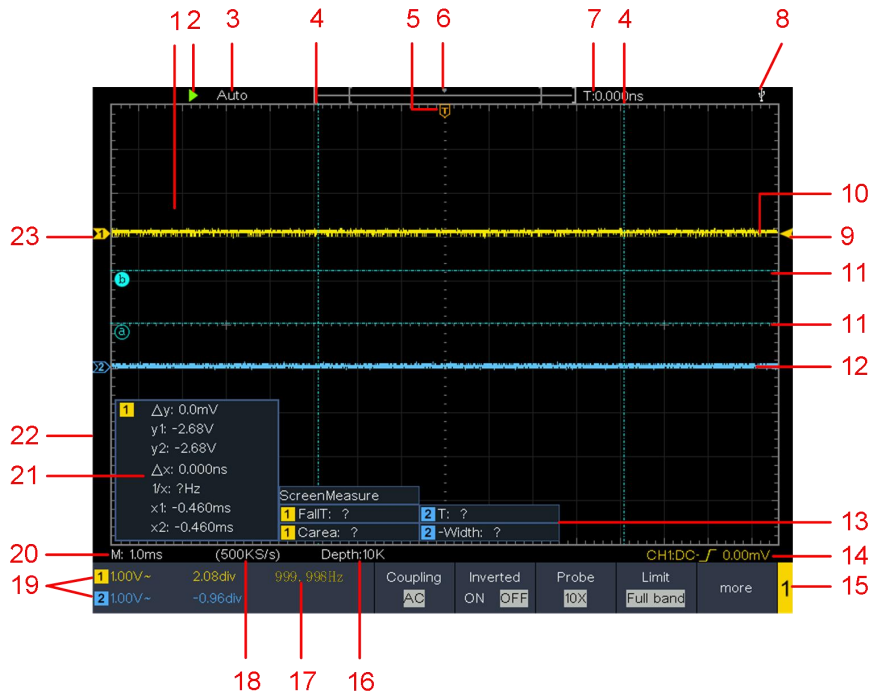 1 2 3 4 5 6 7 4 8
Auto T:0.000ns
T
10
23 1 9
b 11
a 11
2 12
1 △y: 0.0mV
y1: -2.68V
22
y2: -2.68V
21 △x: 0.000ns
1/x: ?Hz
x1: -0.460ms
x2: -0.460ms
ScreenMeasure
1 FallT: ? 2 T: ?
13
1 Carea: ? 2 -Width: ?
20 M: 1.0ms (500KS/s) Depth:10K CH1:DC- 0.00mV 14
19 1 1.00V~ 2.08div 999.998Hz Coupling Inverted Probe Limit more 1 15
2 1.00V~ -0.96div AC ON OFF 10X Full band
18 17 16